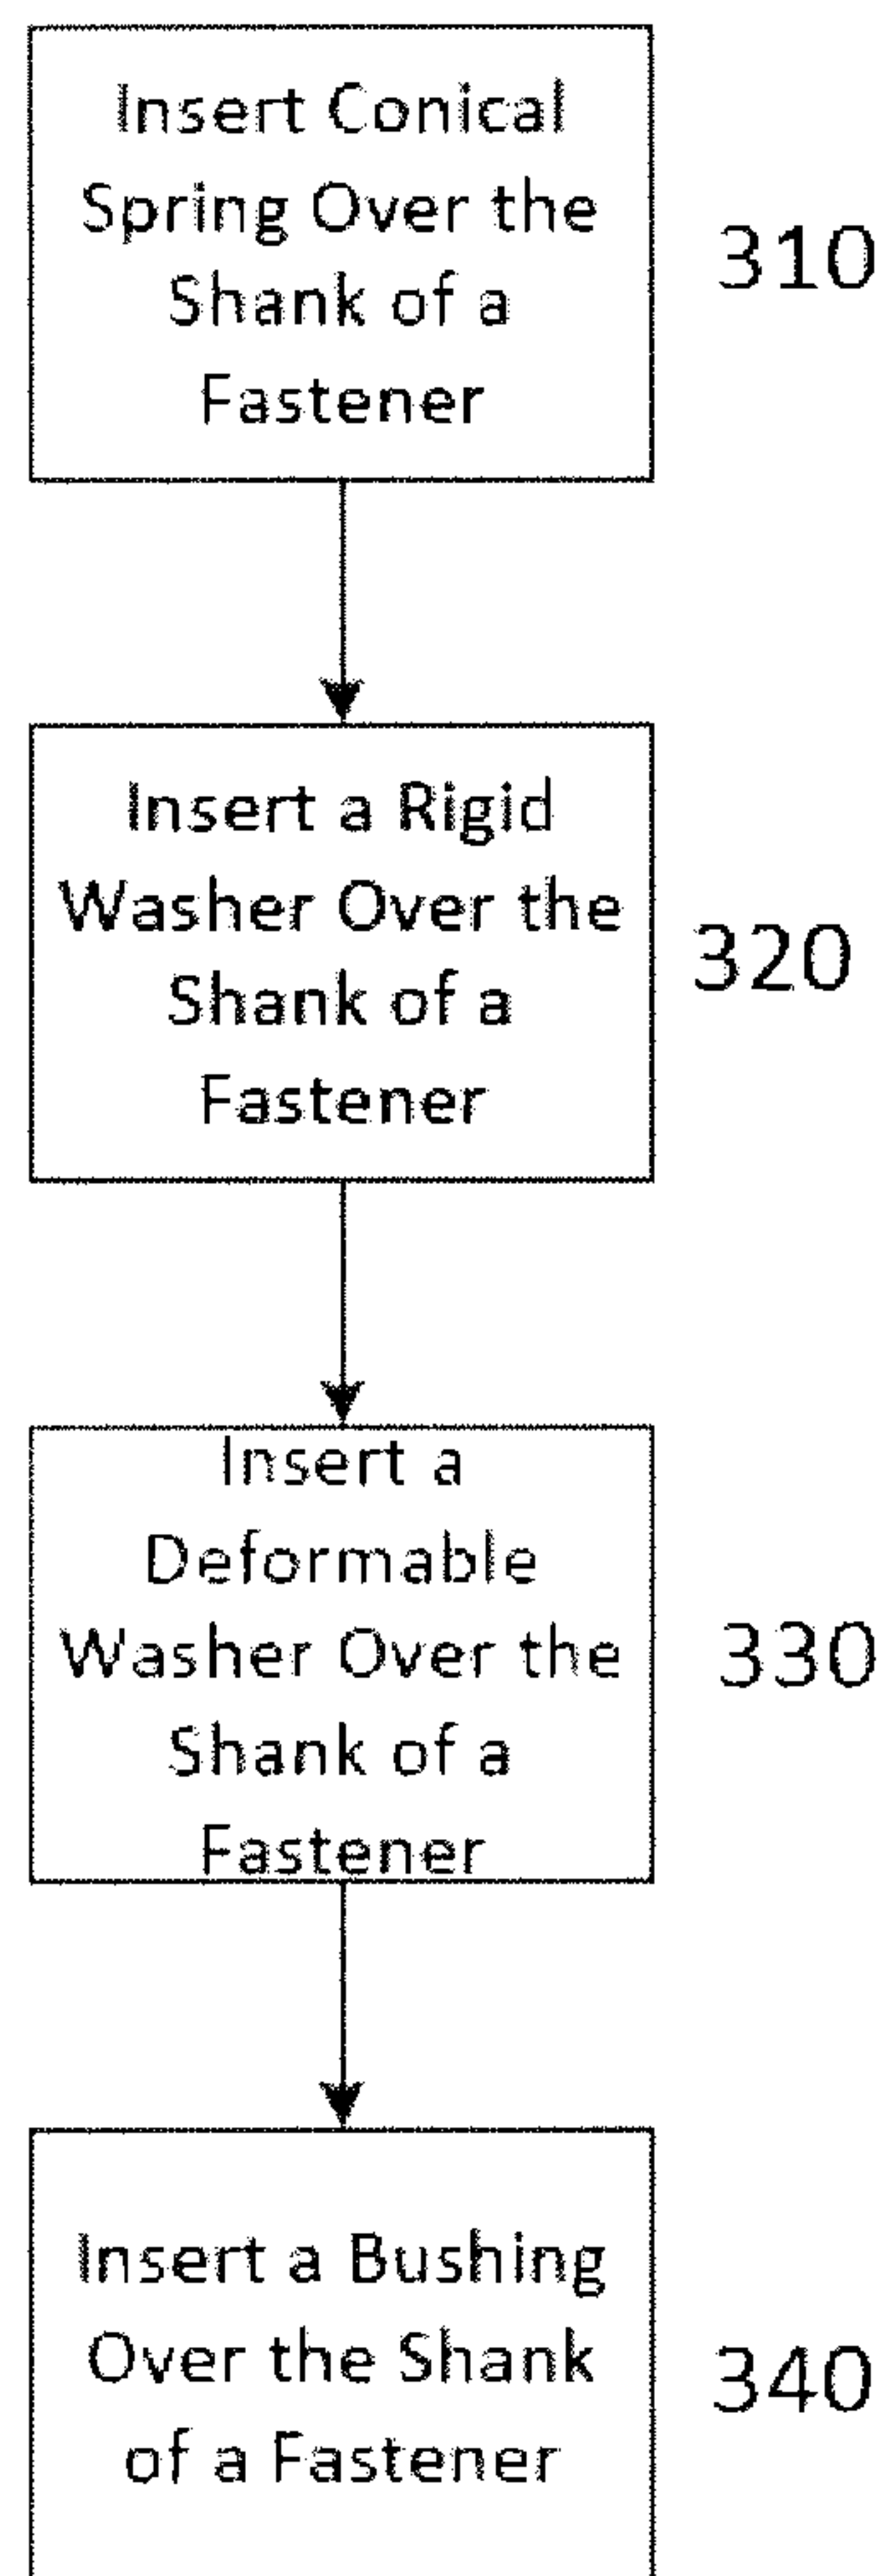 Insert Conical
Spring Over the
Shank of a
Fastener
310
Insert a Rigid
Washer Over the
Shank of a
Fastener
320
Insert a
Deformable
Washer Over the
Shank of a
Fastener
330
Insert a Bushing
Over the Shank
of a Fastener
340